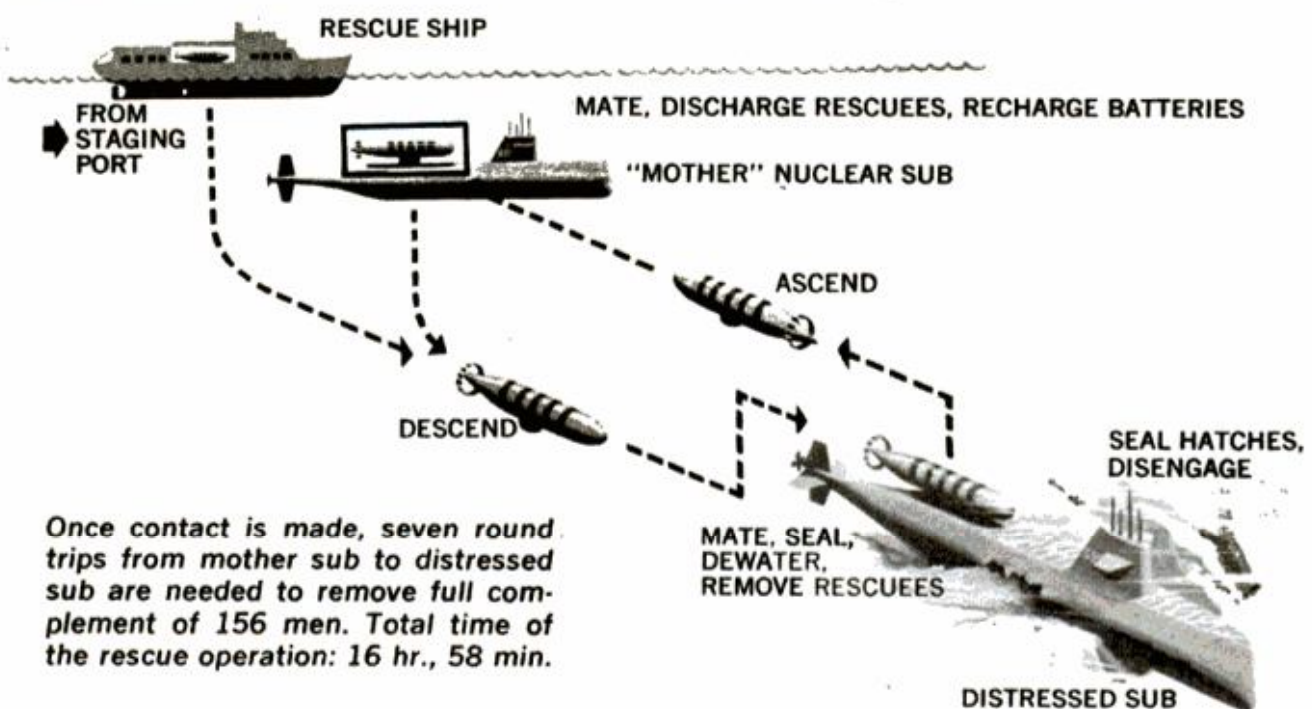 RESCUE SHIP
FROM
STAGING
PORT
MATE, DISCHARGE RESCUEES, RECHARGE BATTERIES
"MOTHER" NUCLEAR SUB
ASCEND
DESCEND
SEAL HATCHES,
DISENGAGE
MATE, SEAL,
DEWATER,
REMOVE RESCUEES
Once contact is made, seven round
trips from mother sub to distressed
sub are needed to remove full com-
plement of 156 men. Total time of
the rescue operation: 16 hr., 58 min.
DISTRESSED SUB